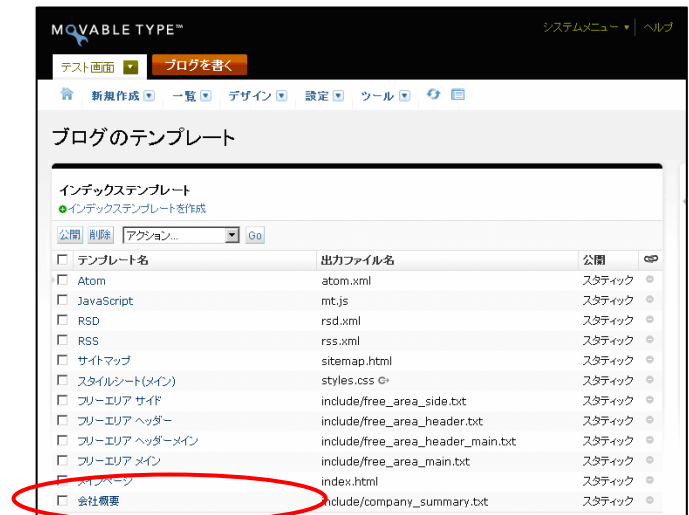 MOVABLE TYPE™
システムメニュー ヘルプ
テスト画面 ブログを書く
新規作成 一覧 デザイン 設定 ツール
ブログのテンプレート
インデックステンプレート
インデックステンプレートを作成
公開 削除 アクション... Go
テンプレート名 出力ファイル名 公開
Atom atom.xml スタティック
JavaScript mt.js スタティック
RSD rsd.xml スタティック
RSS rss.xml スタティック
サイトマップ sitemap.html スタティック
スタイルシート(メイン) styles.css スタティック
フリーエリア サイド include/free_area_side.txt スタティック
フリーエリア ヘッダー include/free_area_header.txt スタティック
フリーエリア ヘッダーメイン include/free_area_header_main.txt スタティック
フリーエリア メイン include/free_area_main.txt スタティック
メインページ index.html スタティック
会社概要 include/company_summary.txt スタティック